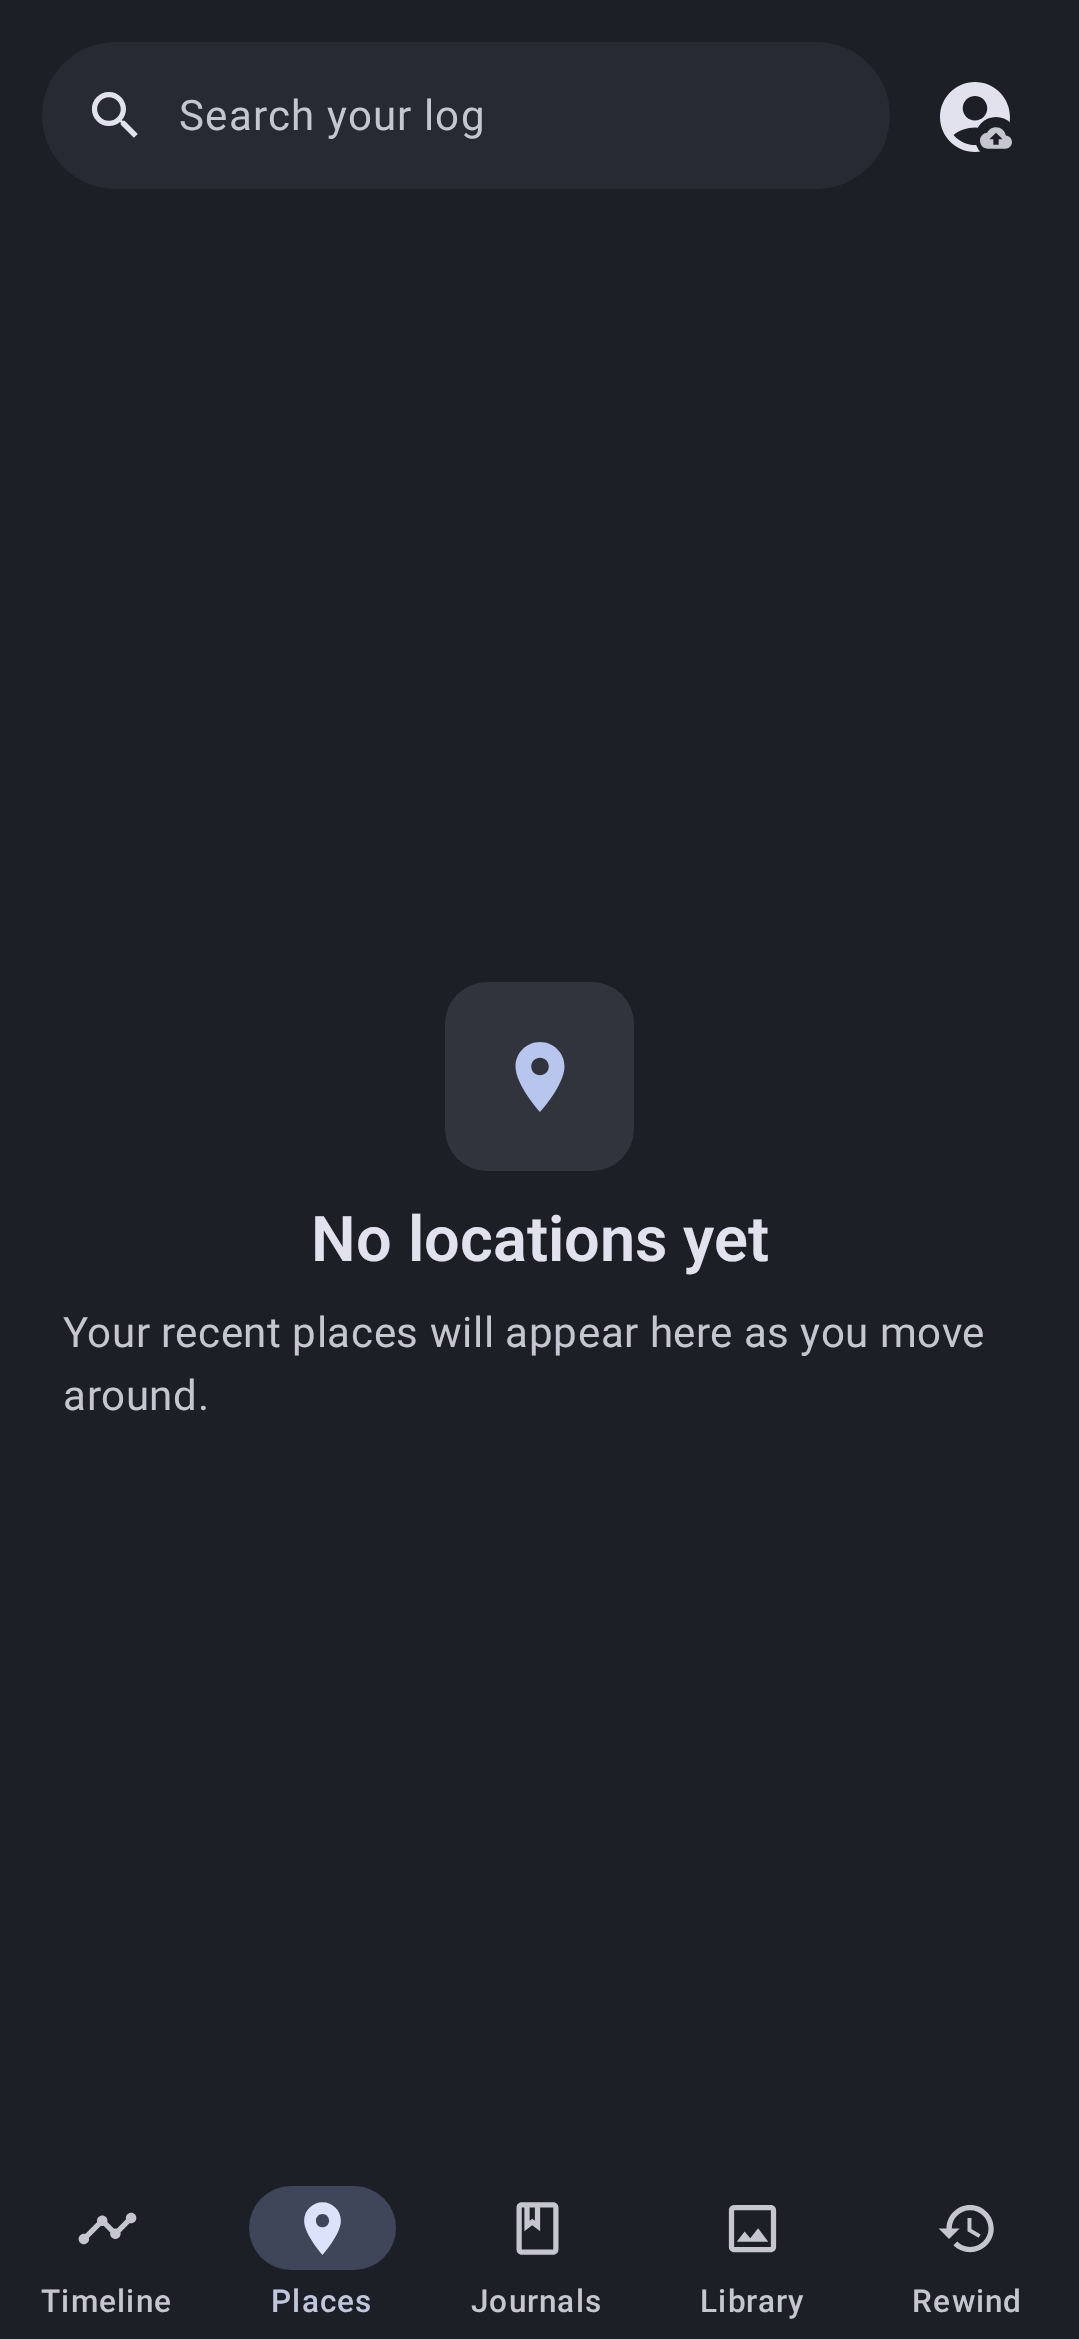 Search your log
No locations yet
Your recent places will appear here as you move
around.
Timeline
Places
Journals
Library
Rewind